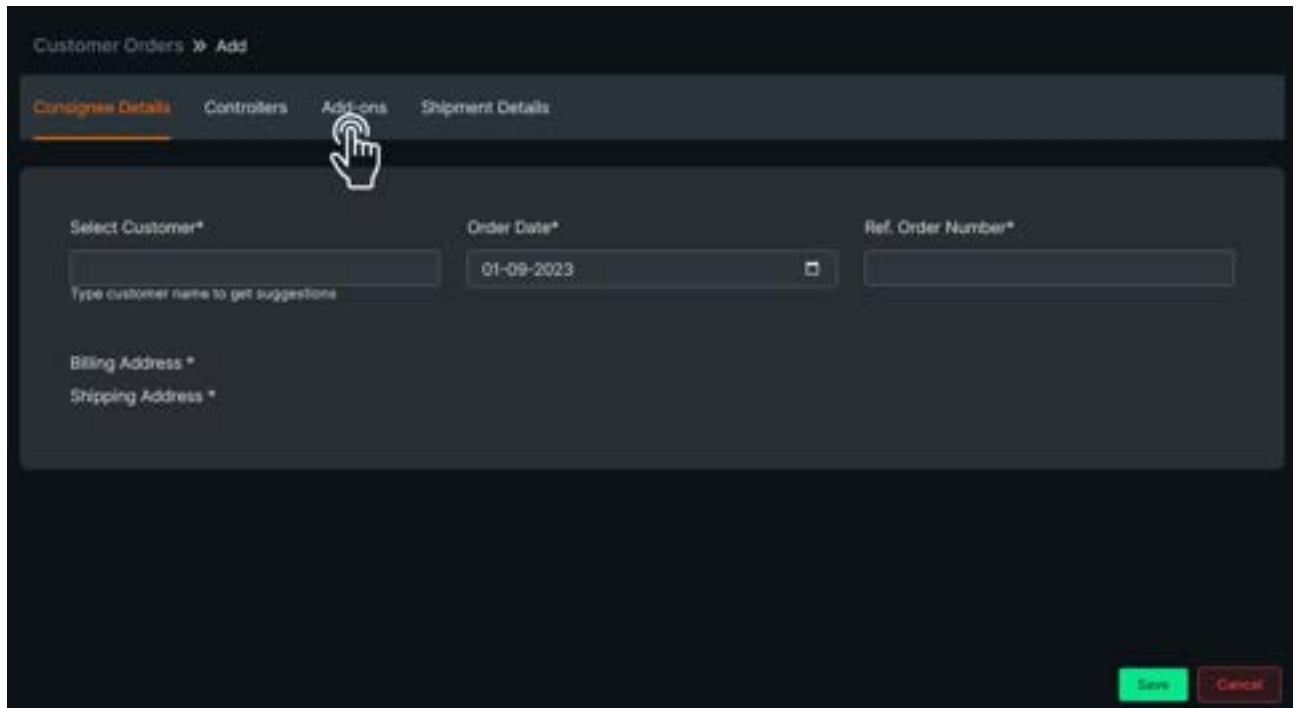 Customer Orders » Add
Consignee Details Controllers Add-ons Shipment Details
Select Customer* Order Date* Ref. Order Number*
01-09-2023
Type customer name to get suggestions
Billing Address *
Shipping Address *
Save Cancel